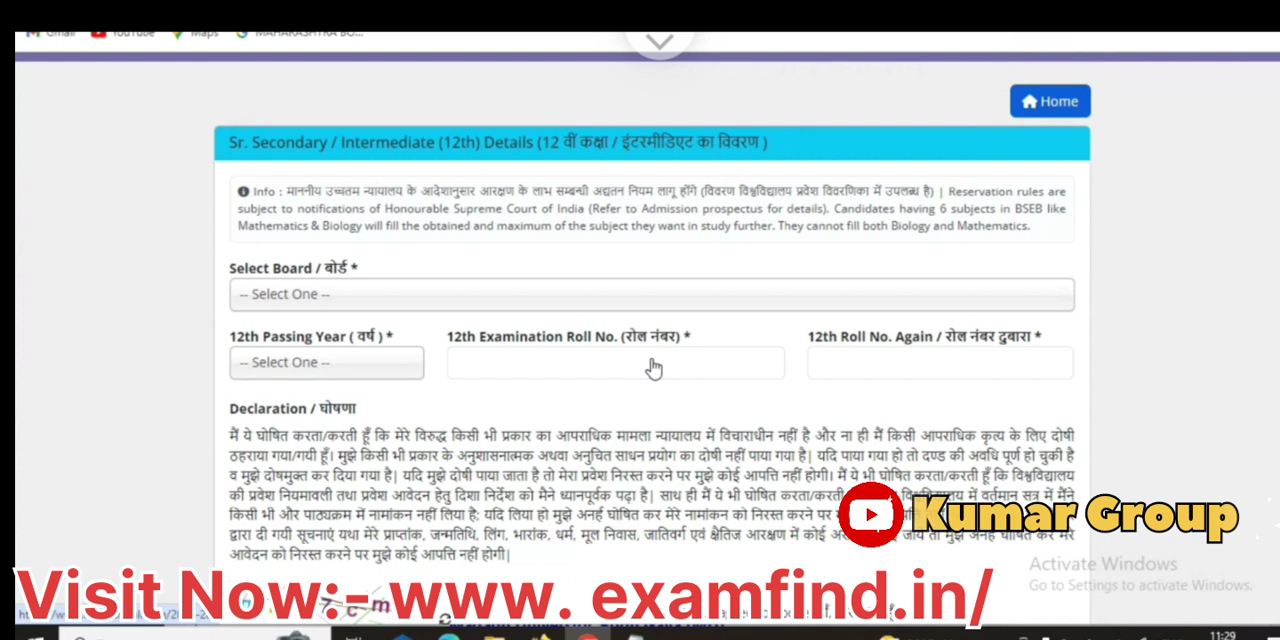 Gmail YouTube Maps MAHARASHTRA BO...
Home
Sr. Secondary / Intermediate (12th) Details (12 वीं कक्षा / इंटरमीडिएट का विवरण )
Info : माननीय उच्चतम न्यायालय के आदेशानुसार आरक्षण के लाभ सम्बन्धी अद्यतन नियम लागू होंगे (विवरण विश्वविद्यालय प्रवेश विवरणिका में उपलब्ध है) | Reservation rules are
subject to notifications of Honourable Supreme Court of India (Refer to Admission prospectus for details). Candidates having 6 subjects in BSEB like
Mathematics & Biology will fill the obtained and maximum of the subject they want in study further. They cannot fill both Biology and Mathematics.
Select Board / बोर्ड *
-- Select One --
12th Passing Year ( वर्ष ) * 12th Examination Roll No. (रोल नंबर) * 12th Roll No. Again / रोल नंबर दुबारा *
-- Select One --
Declaration / घोषणा
मैं ये घोषित करता/करती हूँ कि मेरे विरुद्ध किसी भी प्रकार का आपराधिक मामला न्यायालय में विचाराधीन नहीं है और ना ही मैं किसी आपराधिक कृत्य के लिए दोषी
ठहराया गया/गयी हूँ। मुझे किसी भी प्रकार के अनुशासनात्मक अथवा अनुचित साधन प्रयोग का दोषी नहीं पाया गया है। यदि पाया गया हो तो दण्ड की अवधि पूर्ण हो चुकी है
व मुझे दोषमुक्त कर दिया गया है। यदि मुझे दोषी पाया जाता है तो मेरा प्रवेश निरस्त करने पर मुझे कोई आपत्ति नहीं होगी। मैं ये भी घोषित करता/करती हूँ कि विश्वविद्यालय
की प्रवेश नियमावली तथा प्रवेश आवेदन हेतु दिशा निर्देश को मैने ध्यानपूर्वक पढ़ा है। साथ ही मैं ये भी घोषित करता/करती में वर्तमान सत्र में मैंने
किसी भी और पाठ्यक्रम में नामांकन नहीं लिया है; यदि लिया हो मुझे अनर्ह घोषित कर मेरे नामांकन को निरस्त करने पर
द्वारा दी गयी सूचनाएं यथा मेरे प्राप्तांक, जन्मतिथि, लिंग, भारांक, धर्म, मूल निवास, जातिवर्ग एवं क्षैतिज आरक्षण में कोई
आवेदन को निरस्त करने पर मुझे कोई आपत्ति नहीं होगी|
Kumar Group
Activate Windows
Go to Settings to activate Windows.
Visit Now:-www. examfind.in/
11:29